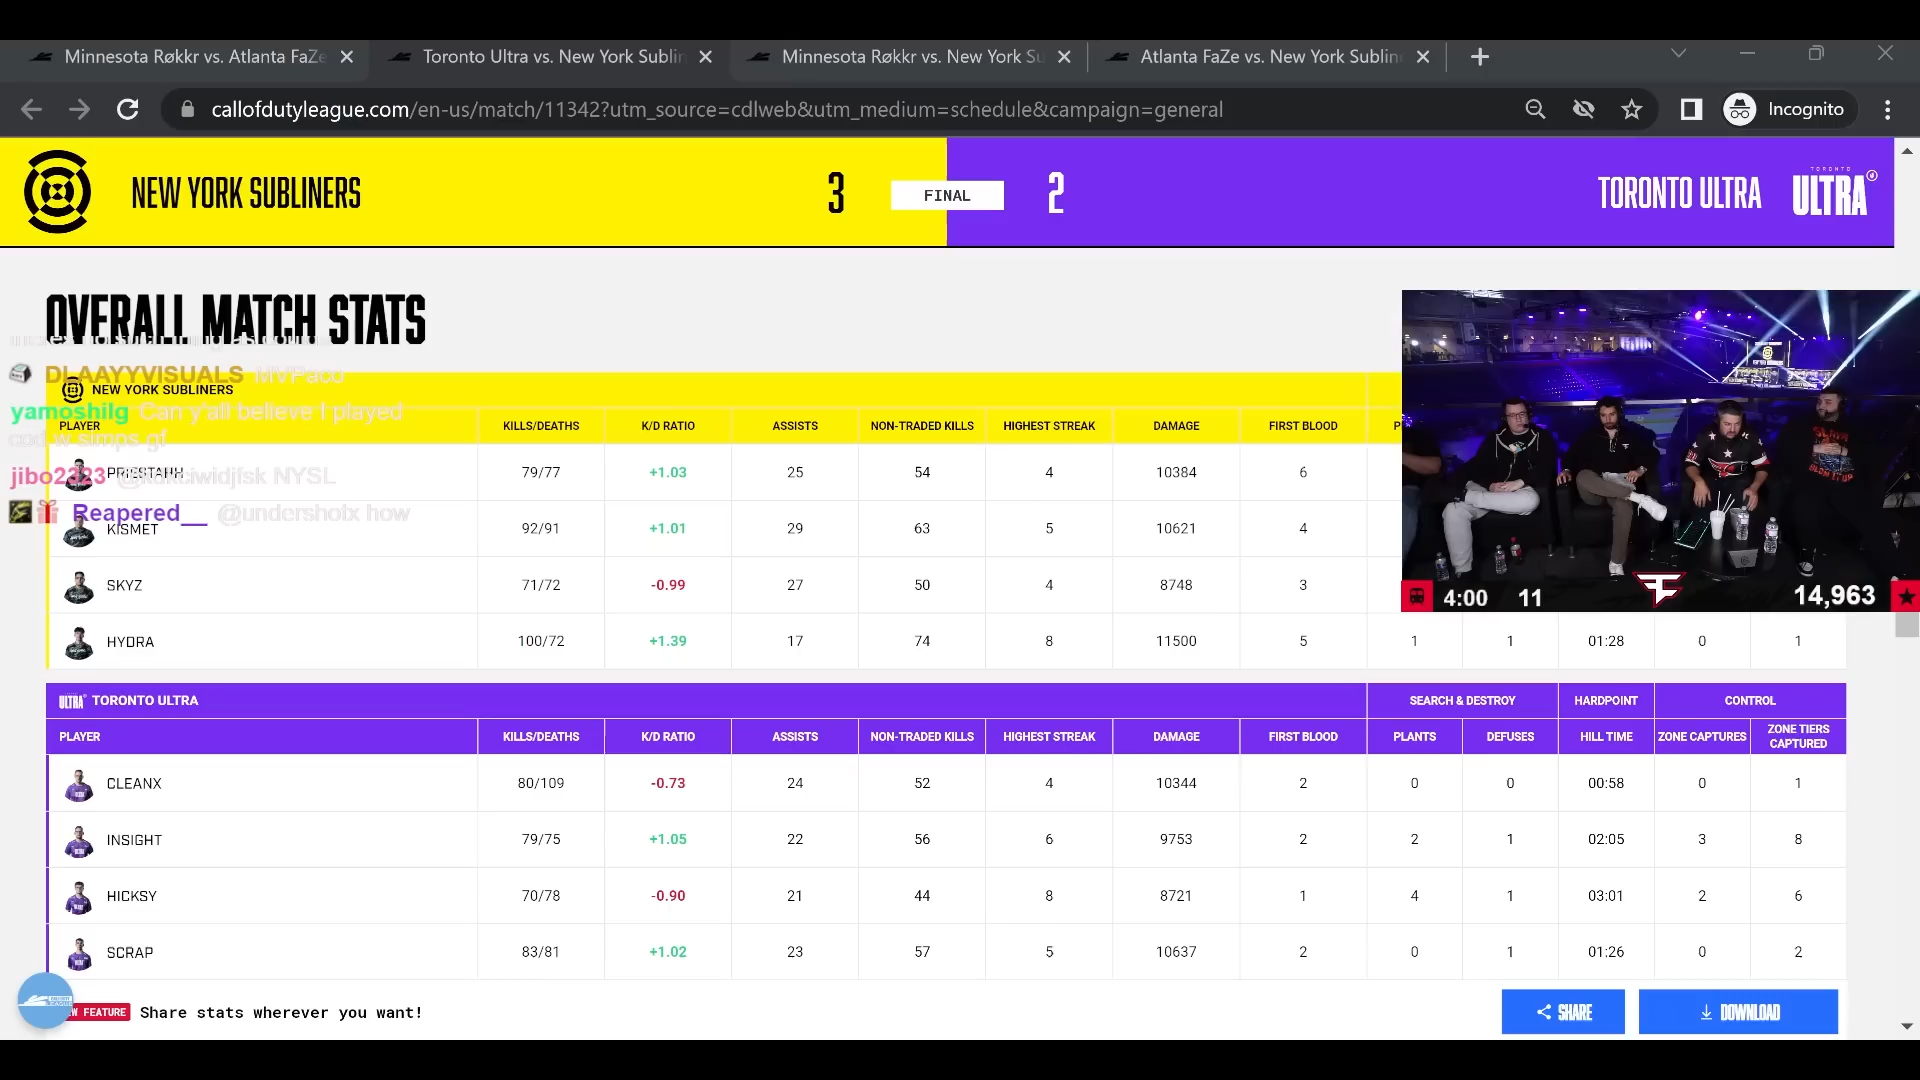 Minnesota Røkkr vs. Atlanta FaZe
Toronto Ultra vs. New York Sublin
Minnesota Røkkr vs. New York Su
Atlanta FaZe vs. New York Sublin
callofdutyleague.com/en-us/match/11342?utm_source=cdlweb&utm_medium=schedule&campaign=general
Incognito
NEW YORK SUBLINERS 3 FINAL 2 TORONTO ULTRA
TORONTO
ULTRA
OVERALL MATCH STATS
DLAAYYVISUALS MVPaco
NEW YORK SUBLINERS
yamoshilg Can y'all believe I played
cod w simps gf
PLAYER KILLS/DEATHS K/D RATIO ASSISTS NON-TRADED KILLS HIGHEST STREAK DAMAGE FIRST BLOOD P
jibo2323 NYSL
PRIESTAHH 79/77 +1.03 25 54 4 10384 6
Reapered__ @undershotx how
KISMET 92/91 +1.01 29 63 5 10621 4
SKYZ 71/72 -0.99 27 50 4 8748 3
4:00 11 14,963
HYDRA 100/72 +1.39 17 74 8 11500 5 1 1 01:28 0 1
ULTRA TORONTO ULTRA SEARCH & DESTROY HARDPOINT CONTROL
PLAYER KILLS/DEATHS K/D RATIO ASSISTS NON-TRADED KILLS HIGHEST STREAK DAMAGE FIRST BLOOD PLANTS DEFUSES HILL TIME ZONE CAPTURES ZONE TIERS CAPTURED
CLEANX 80/109 -0.73 24 52 4 10344 2 0 0 00:58 0 1
INSIGHT 79/75 +1.05 22 56 6 9753 2 2 1 02:05 3 8
HICKSY 70/78 -0.90 21 44 8 8721 1 4 1 03:01 2 6
SCRAP 83/81 +1.02 23 57 5 10637 2 0 1 01:26 0 2
W FEATURE Share stats wherever you want!
SHARE
DOWNLOAD